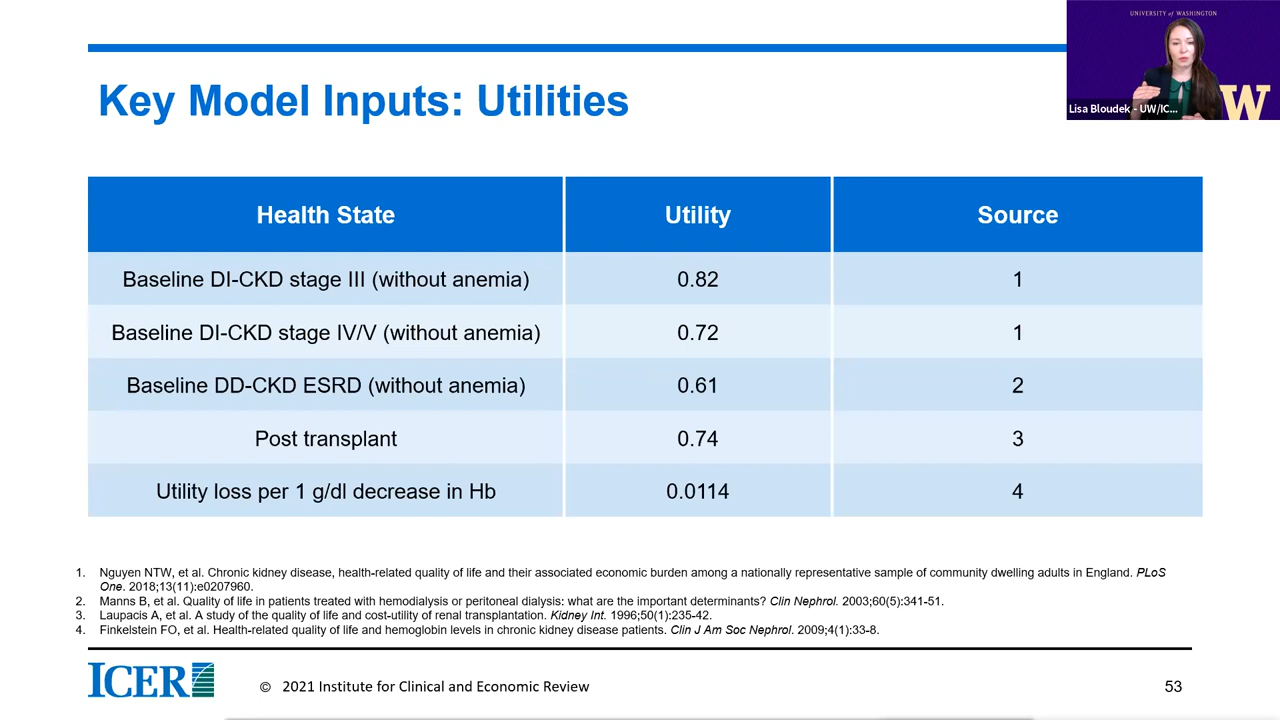 UNIVERSITY of WASHINGTON
W
Lisa Bloudek - UW/IC...
Key Model Inputs: Utilities
Health State Utility Source
Baseline DI-CKD stage III (without anemia) 0.82 1
Baseline DI-CKD stage IV/V (without anemia) 0.72 1
Baseline DD-CKD ESRD (without anemia) 0.61 2
Post transplant 0.74 3
Utility loss per 1 g/dl decrease in Hb 0.0114 4
1. Nguyen NTW, et al. Chronic kidney disease, health-related quality of life and their associated economic burden among a nationally representative sample of community dwelling adults in England. PLoS
One. 2018;13(11):e0207960.
2. Manns B, et al. Quality of life in patients treated with hemodialysis or peritoneal dialysis: what are the important determinants? Clin Nephrol. 2003;60(5):341-51.
3. Laupacis A, et al. A study of the quality of life and cost-utility of renal transplantation. Kidney Int. 1996;50(1):235-42.
4. Finkelstein FO, et al. Health-related quality of life and hemoglobin levels in chronic kidney disease patients. Clin J Am Soc Nephrol. 2009;4(1):33-8.
ICER
© 2021 Institute for Clinical and Economic Review
53